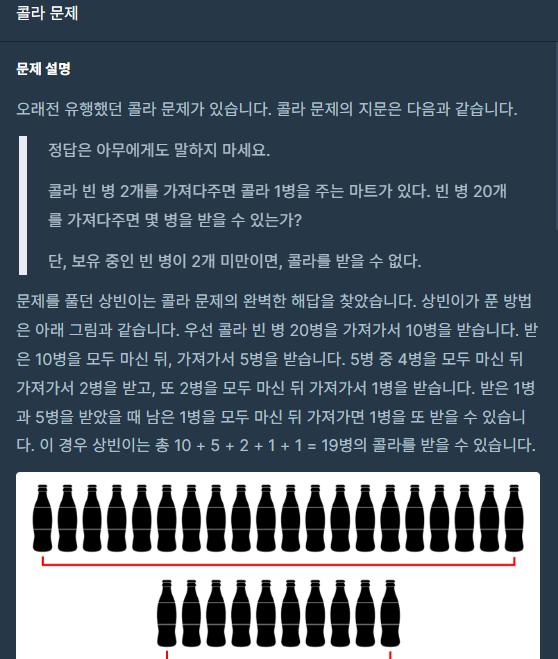 콜라 문제
문제 설명
오래전 유행했던 콜라 문제가 있습니다. 콜라 문제의 지문은 다음과 같습니다.
정답은 아무에게도 말하지 마세요.
콜라 빈 병 2개를 가져다주면 콜라 1병을 주는 마트가 있다. 빈 병 20개
를 가져다주면 몇 병을 받을 수 있는가?
단, 보유 중인 빈 병이 2개 미만이면, 콜라를 받을 수 없다.
문제를 풀던 상빈이는 콜라 문제의 완벽한 해답을 찾았습니다. 상빈이가 푼 방법
은 아래 그림과 같습니다. 우선 콜라 빈 병 20병을 가져가서 10병을 받습니다. 받
은 10병을 모두 마신 뒤, 가져가서 5병을 받습니다. 5병 중 4병을 모두 마신 뒤
가져가서 2병을 받고, 또 2병을 모두 마신 뒤 가져가서 1병을 받습니다. 받은 1병
과 5병을 받았을 때 남은 1병을 모두 마신 뒤 가져가면 1병을 또 받을 수 있습니
다. 이 경우 상빈이는 총 10 + 5 + 2 + 1 + 1 = 19병의 콜라를 받을 수 있습니다.